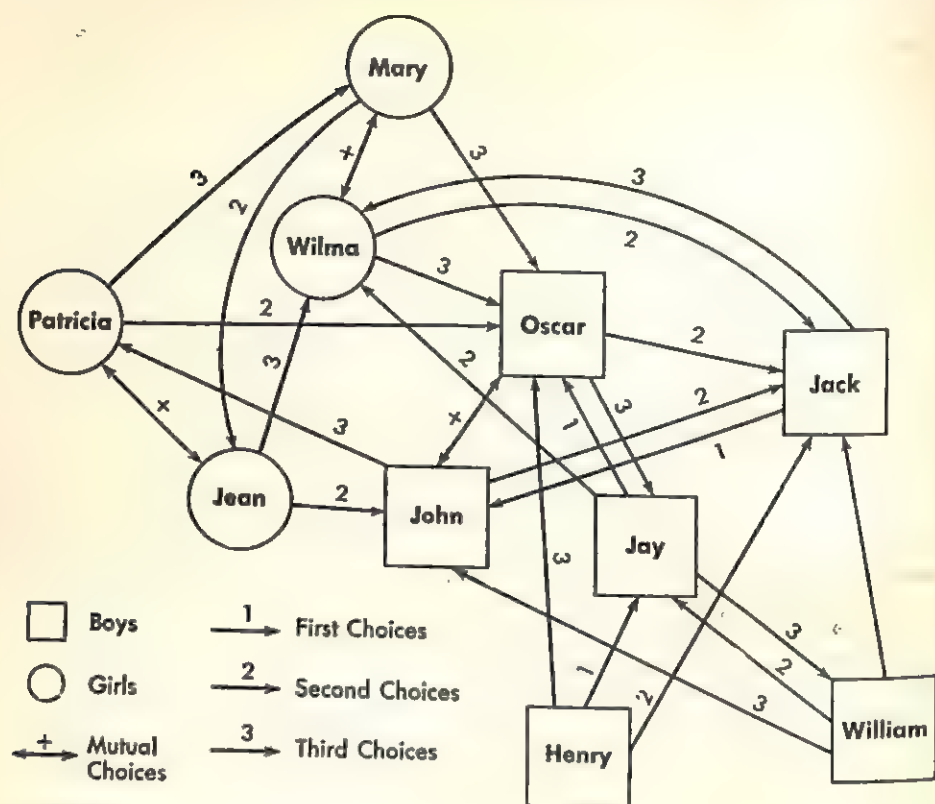 Mary
3
2
+
3
3
Wilma
2
3
Patricia
2
Oscar
2
Jack
3
2
+
3
2
3
+
1
1
Jean
2
John
Jay
3
Boys
1
First Choices
3
1
2
Girls
2
Second Choices
2
3
William
+
Mutual
Choices
3
Third Choices
Henry